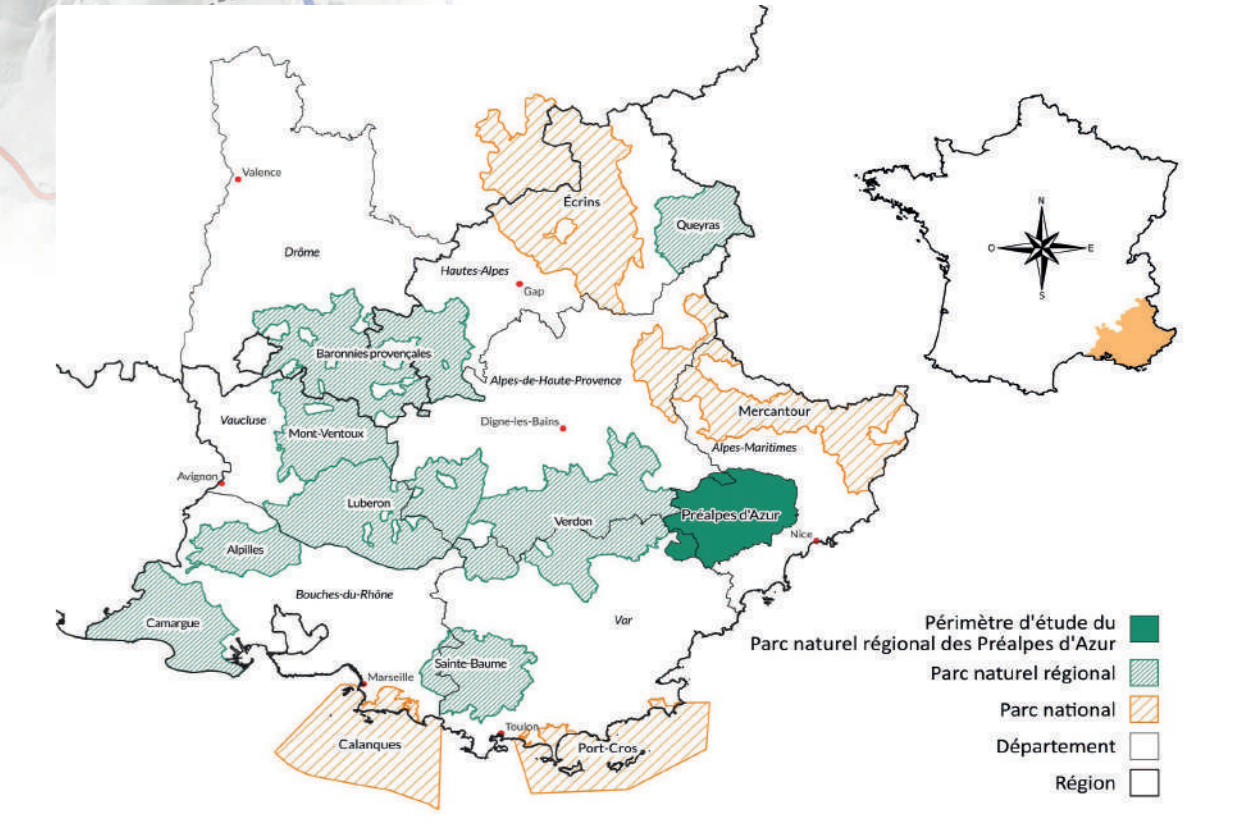 Valence
Drôme
Écrins
Queyras
Hautes-Alpes
Gap
Baronnies provençales
Alpes-de-Haute-Provence
Vaucluse
Mont-Ventoux
Digne-les-Bains
Mercantour
Alpes-Maritimes
Avignon
Luberon
Verdon
Préalpes d'Azur
Nice
Alpilles
Bouches-du-Rhône
Camargue
Var
Sainte-Baume
Marseille
Toulon
Calanques
Port-Cros
N
O
E
S
Périmètre d'étude du
Parc naturel régional des Préalpes d'Azur
Parc naturel régional
Parc national
Département
Région